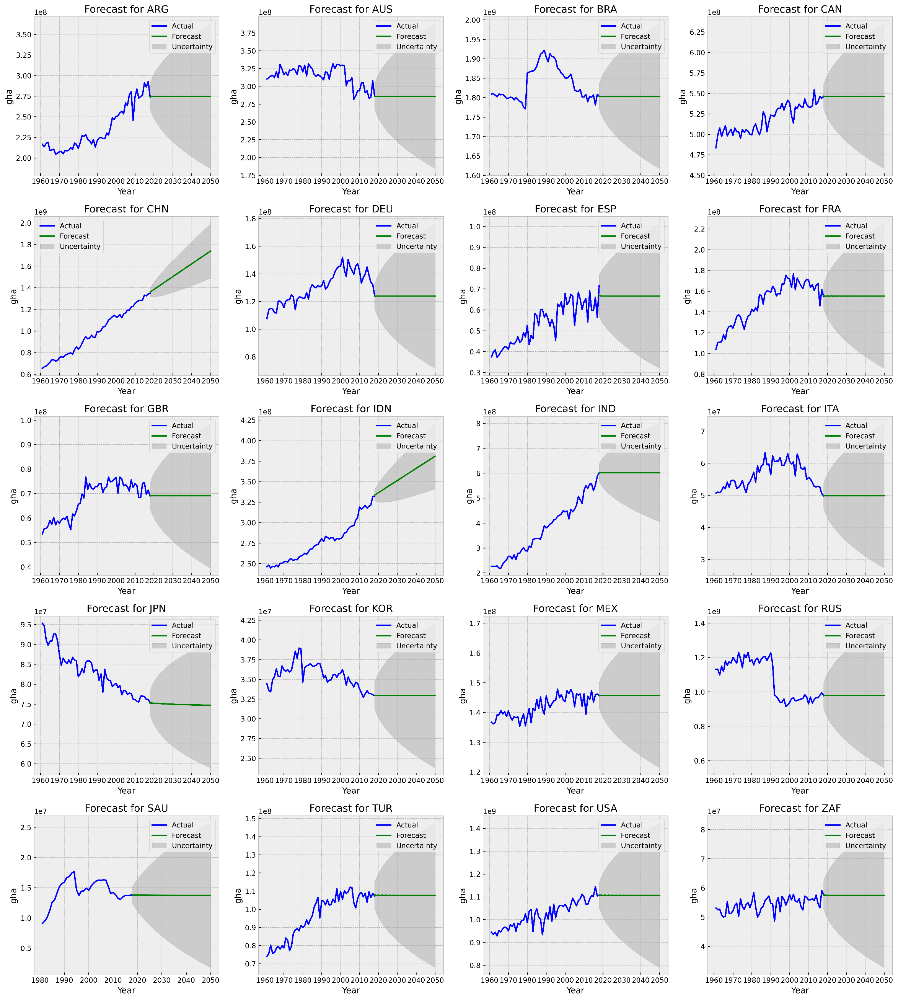 1e8
Forecast for ARG
Actual
Forecast
Uncertainty
3.50
3.25
3.00
2.75
2.50
2.25
2.00
gha
1960 1970 1980 1990 2000 2010 2020 2030 2040 2050
Year
1e8
Forecast for AUS
Actual
Forecast
Uncertainty
3.75
3.50
3.25
3.00
2.75
2.50
2.25
2.00
1.75
gha
1960 1970 1980 1990 2000 2010 2020 2030 2040 2050
Year
1e9
Forecast for BRA
Actual
Forecast
Uncertainty
2.00
1.95
1.90
1.85
1.80
1.75
1.70
1.65
1.60
gha
1960 1970 1980 1990 2000 2010 2020 2030 2040 2050
Year
1e8
Forecast for CAN
Actual
Forecast
Uncertainty
6.25
6.00
5.75
5.50
5.25
5.00
4.75
4.50
gha
1960 1970 1980 1990 2000 2010 2020 2030 2040 2050
Year
1e9
Forecast for CHN
Actual
Forecast
Uncertainty
2.0
1.8
1.6
1.4
1.2
1.0
0.8
0.6
gha
1960 1970 1980 1990 2000 2010 2020 2030 2040 2050
Year
1e8
Forecast for DEU
Actual
Forecast
Uncertainty
1.8
1.6
1.4
1.2
1.0
0.8
gha
1960 1970 1980 1990 2000 2010 2020 2030 2040 2050
Year
1e8
Forecast for ESP
Actual
Forecast
Uncertainty
1.0
0.9
0.8
0.7
0.6
0.5
0.4
0.3
gha
1960 1970 1980 1990 2000 2010 2020 2030 2040 2050
Year
1e8
Forecast for FRA
Actual
Forecast
Uncertainty
2.2
2.0
1.8
1.6
1.4
1.2
1.0
0.8
gha
1960 1970 1980 1990 2000 2010 2020 2030 2040 2050
Year
1e8
Forecast for GBR
Actual
Forecast
Uncertainty
1.0
0.9
0.8
0.7
0.6
0.5
0.4
gha
1960 1970 1980 1990 2000 2010 2020 2030 2040 2050
Year
1e8
Forecast for IDN
Actual
Forecast
Uncertainty
4.25
4.00
3.75
3.50
3.25
3.00
2.75
2.50
gha
1960 1970 1980 1990 2000 2010 2020 2030 2040 2050
Year
1e8
Forecast for IND
Actual
Forecast
Uncertainty
8
7
6
5
4
3
2
gha
1960 1970 1980 1990 2000 2010 2020 2030 2040 2050
Year
1e7
Forecast for ITA
Actual
Forecast
Uncertainty
7
6
5
4
3
gha
1960 1970 1980 1990 2000 2010 2020 2030 2040 2050
Year
1e7
Forecast for JPN
Actual
Forecast
Uncertainty
9.5
9.0
8.5
8.0
7.5
7.0
6.5
6.0
gha
1960 1970 1980 1990 2000 2010 2020 2030 2040 2050
Year
1e7
Forecast for KOR
Actual
Forecast
Uncertainty
4.25
4.00
3.75
3.50
3.25
3.00
2.75
2.50
gha
1960 1970 1980 1990 2000 2010 2020 2030 2040 2050
Year
1e8
Forecast for MEX
Actual
Forecast
Uncertainty
1.7
1.6
1.5
1.4
1.3
1.2
gha
1960 1970 1980 1990 2000 2010 2020 2030 2040 2050
Year
1e9
Forecast for RUS
Actual
Forecast
Uncertainty
1.4
1.2
1.0
0.8
0.6
gha
1960 1970 1980 1990 2000 2010 2020 2030 2040 2050
Year
1e7
Forecast for SAU
Actual
Forecast
Uncertainty
2.5
2.0
1.5
1.0
0.5
gha
1980 1990 2000 2010 2020 2030 2040 2050
Year
1e8
Forecast for TUR
Actual
Forecast
Uncertainty
1.5
1.4
1.3
1.2
1.1
1.0
0.9
0.8
0.7
gha
1960 1970 1980 1990 2000 2010 2020 2030 2040 2050
Year
1e9
Forecast for USA
Actual
Forecast
Uncertainty
1.4
1.3
1.2
1.1
1.0
0.9
0.8
gha
1960 1970 1980 1990 2000 2010 2020 2030 2040 2050
Year
1e7
Forecast for ZAF
Actual
Forecast
Uncertainty
8
7
6
5
4
gha
1960 1970 1980 1990 2000 2010 2020 2030 2040 2050
Year